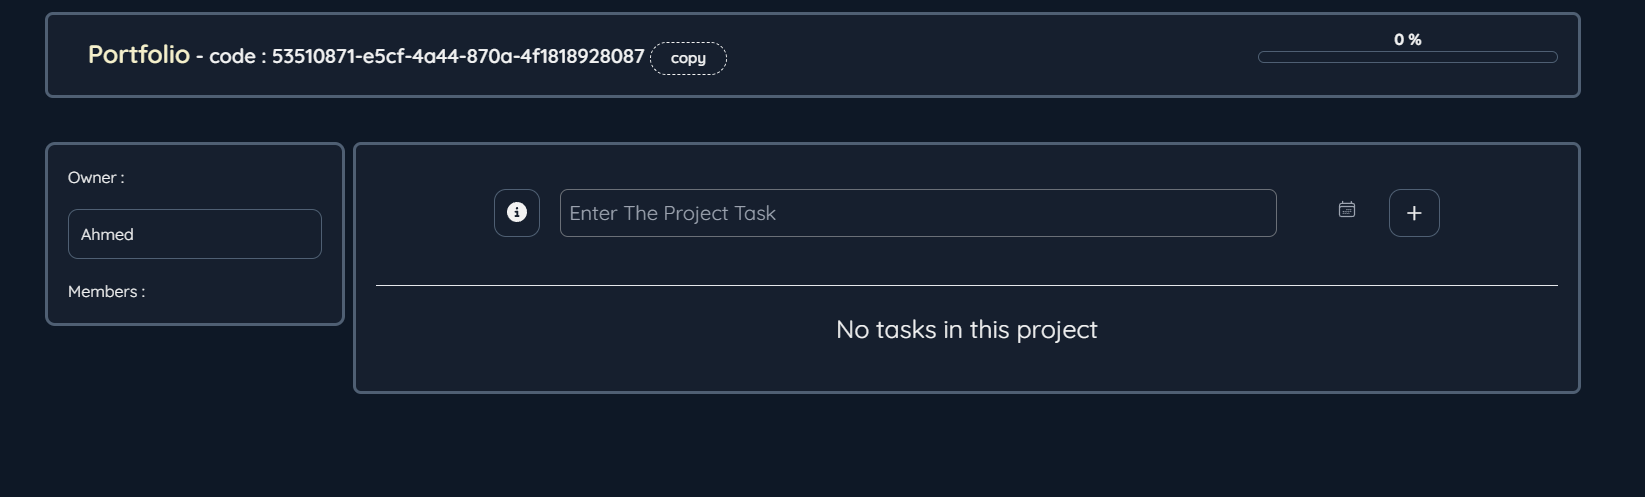 Portfolio - code : 53510871-e5cf-4a44-870a-4f1818928087 copy
0 %
Owner :
Ahmed
Members :
Enter The Project Task
+
No tasks in this project